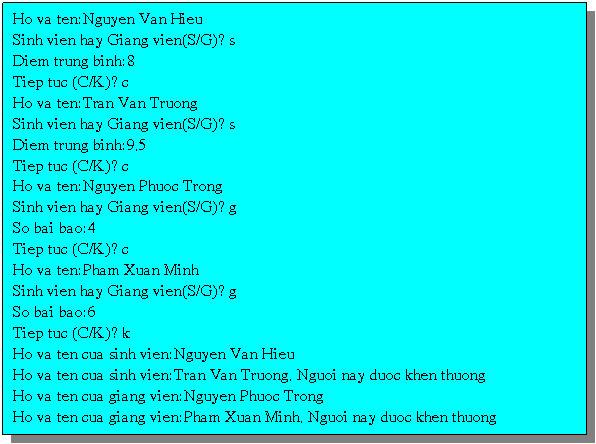 Ho va ten:Nguyen Van Hieu
Sinh vien hay Giang vien(S/G)? s
Diem trung binh:8
Tiep tuc (C/K)? c
Ho va ten:Tran Van Truong
Sinh vien hay Giang vien(S/G)? s
Diem trung binh:9.5
Tiep tuc (C/K)? c
Ho va ten:Nguyen Phuoc Trong
Sinh vien hay Giang vien(S/G)? g
So bai bao:4
Tiep tuc (C/K)? c
Ho va ten:Pham Xuan Minh
Sinh vien hay Giang vien(S/G)? g
So bai bao:6
Tiep tuc (C/K)? k
Ho va ten cua sinh vien:Nguyen Van Hieu
Ho va ten cua sinh vien:Tran Van Truong, Nguoi nay duoc khen thuong
Ho va ten cua giang vien:Nguyen Phuoc Trong
Ho va ten cua giang vien:Pham Xuan Minh, Nguoi nay duoc khen thuong